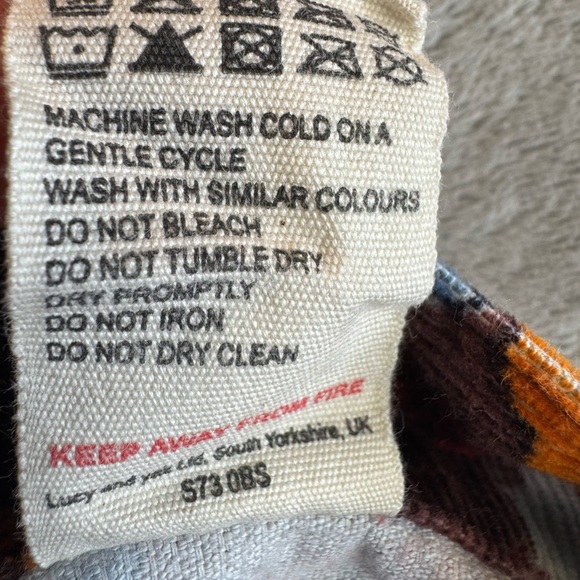 MACHINE WASH COLD ON A
GENTLE CYCLE
WASH WITH SIMILAR COLOURS
DO NOT BLEACH
DO NOT TUMBLE DRY
DRY PROMPTLY
DO NOT IRON
DO NOT DRY CLEAN
KEEP AWAY FROM FIRE
Lucy and yak Ltd, South Yorkshire, UK
S73 0BS